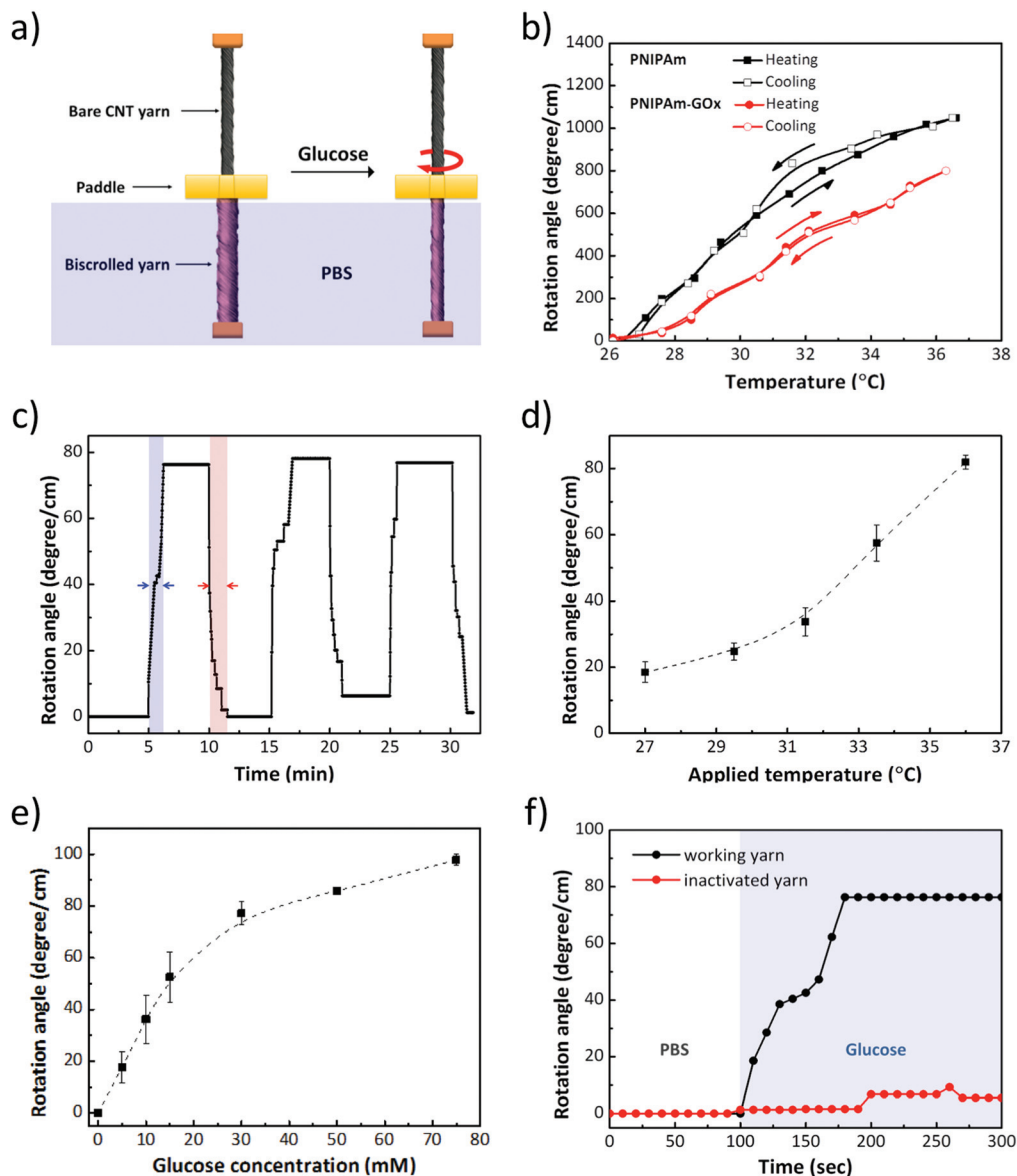 a)
Bare CNT yarn
Glucose
Paddle
Biscrolled yarn
PBS
b)
1400
1200
1000
800
600
400
200
0
Rotation angle (degree/cm)
PNIPAm Heating
Cooling
PNIPAm-GOx Heating
Cooling
26 28 30 32 34 36 38
Temperature (°C)
c)
80
60
40
20
0
Rotation angle (degree/cm)
0 5 10 15 20 25 30
Time (min)
d)
80
60
40
20
0
Rotation angle (degree/cm)
27 29 31 33 35 37
Applied temperature (°C)
e)
100
80
60
40
20
0
Rotation angle (degree/cm)
0 10 20 30 40 50 60 70 80
Glucose concentration (mM)
f)
100
80
60
40
20
0
Rotation angle (degree/cm)
working yarn
inactivated yarn
PBS Glucose
0 50 100 150 200 250 300
Time (sec)